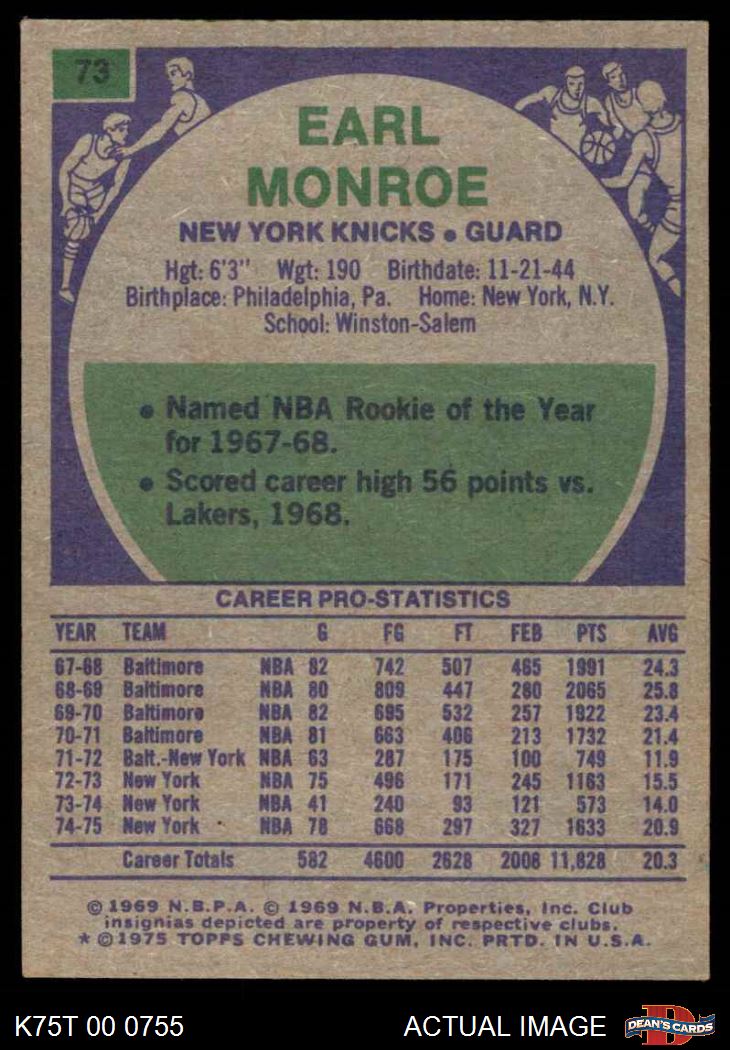 73
EARL
MONROE
NEW YORK KNICKS • GUARD
Hgt: 6'3" Wgt: 190 Birthdate: 11-21-44
Birthplace: Philadelphia, Pa. Home: New York, N.Y.
School: Winston-Salem
• Named NBA Rookie of the Year
for 1967-68.
• Scored career high 56 points vs.
Lakers, 1968.
CAREER PRO-STATISTICS
YEAR TEAM G FG FT FEB PTS AVG
67-68 Baltimore NBA 82 742 507 465 1991 24.3
68-69 Baltimore NBA 80 809 447 280 2065 25.8
69-70 Baltimore NBA 82 695 532 257 1922 23.4
70-71 Baltimore NBA 81 663 406 213 1732 21.4
71-72 Balt.-New York NBA 63 287 175 100 749 11.9
72-73 New York NBA 75 496 171 245 1163 15.5
73-74 New York NBA 41 240 93 121 573 14.0
74-75 New York NBA 78 668 297 327 1633 20.9
Career Totals 582 4600 2628 2008 11,828 20.3
© 1969 N.B.P.A. © 1969 N.B.A. Properties, Inc. Club
insignias depicted are property of respective clubs.
* © 1975 TOPPS CHEWING GUM, INC. PRTD. IN U.S.A.
K75T 00 0755 ACTUAL IMAGE D DEAN'S CARDS